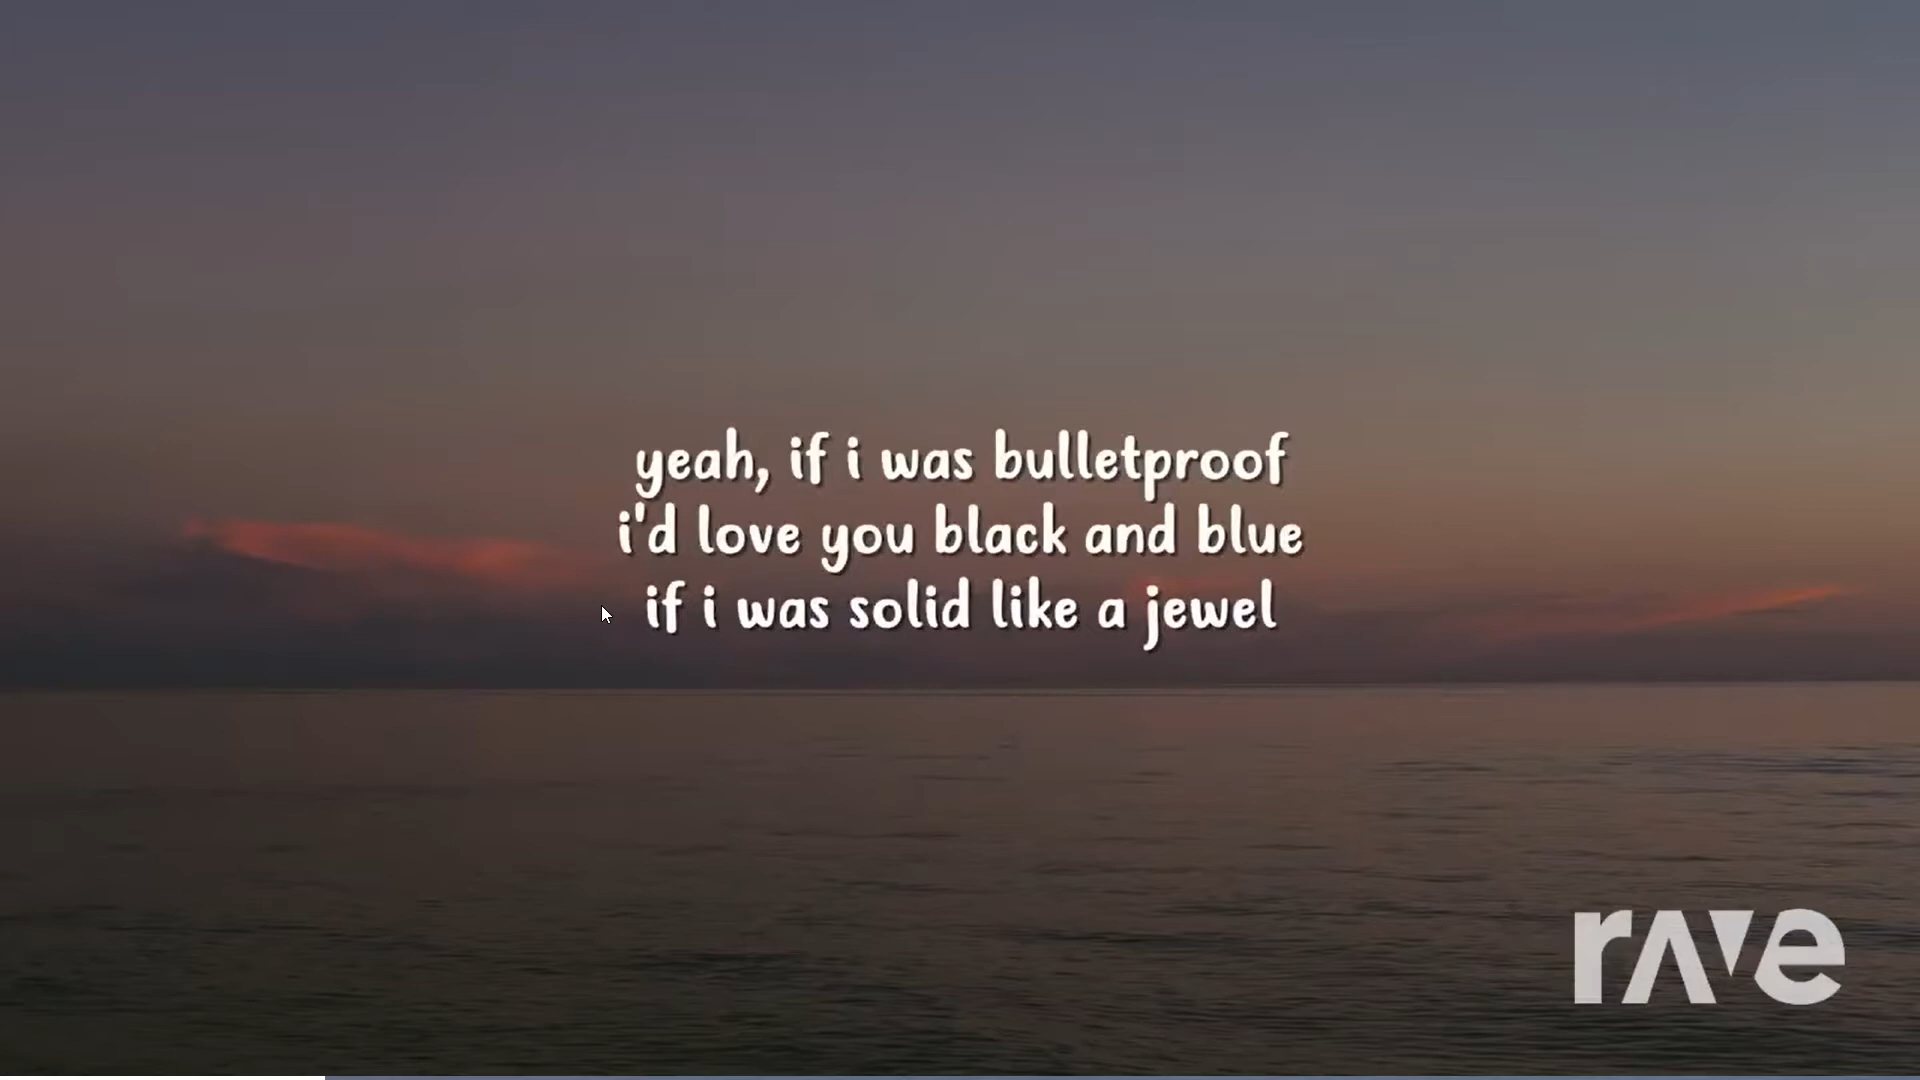 yeah, if i was bulletproof
i'd love you black and blue
if i was solid like a jewel
rave